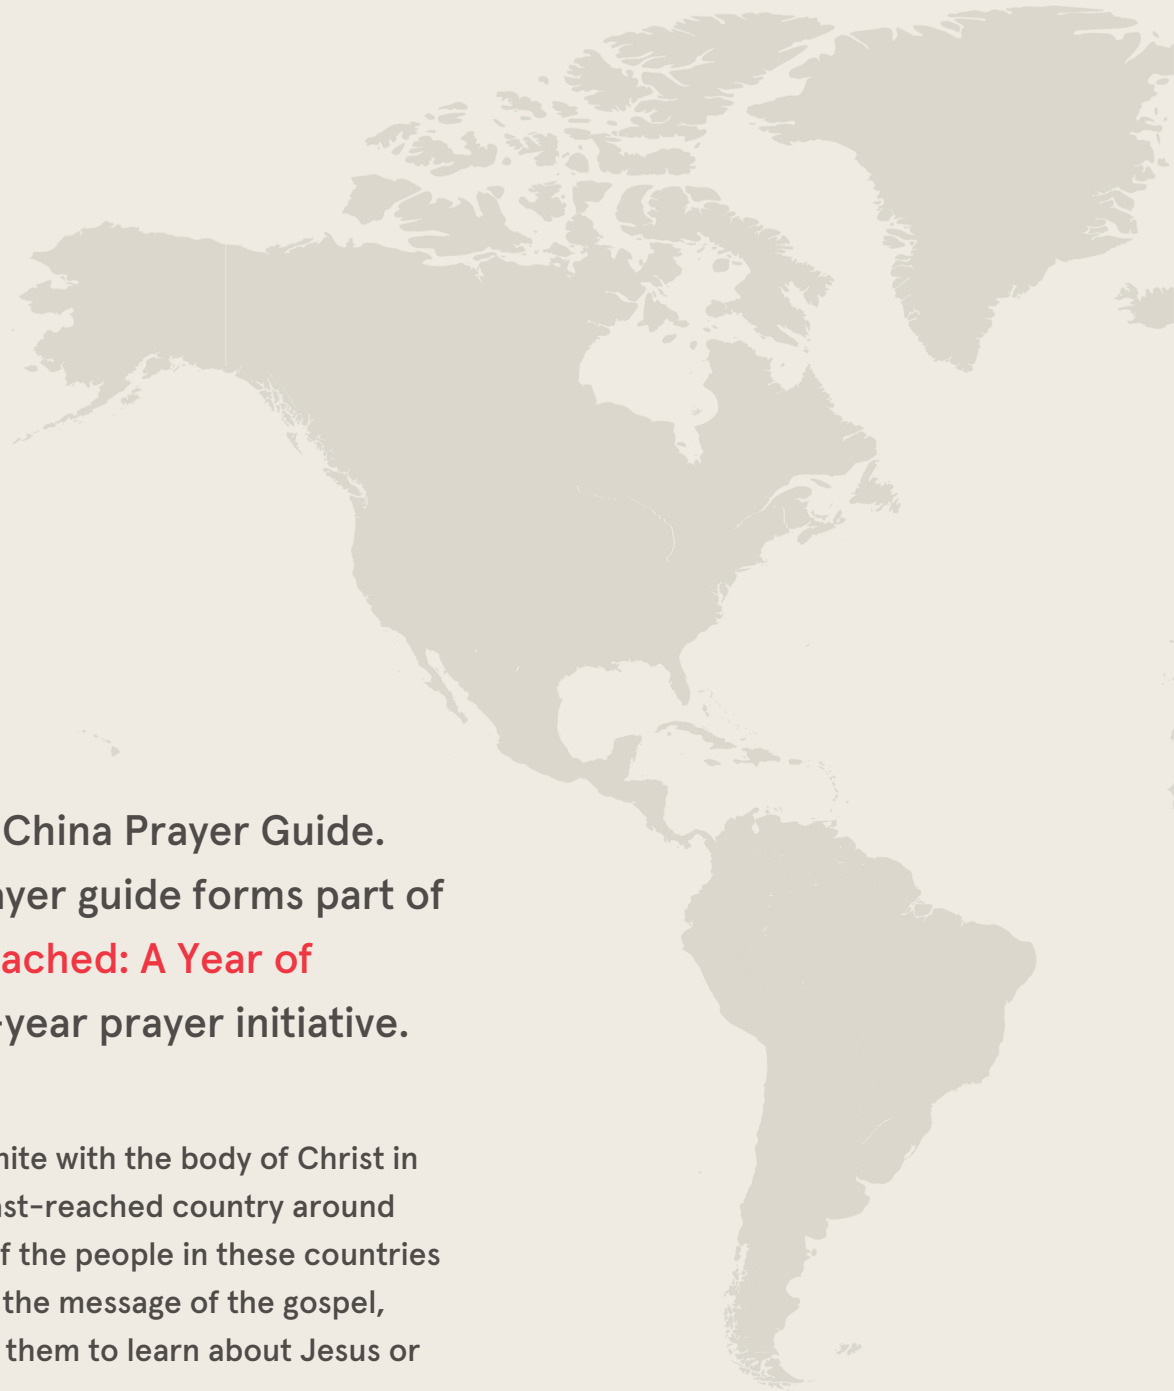 China Prayer Guide.
ayer guide forms part of
ached: A Year of
-year prayer initiative.
nite with the body of Christ in
ast-reached country around
f the people in these countries
the message of the gospel,
them to learn about Jesus or